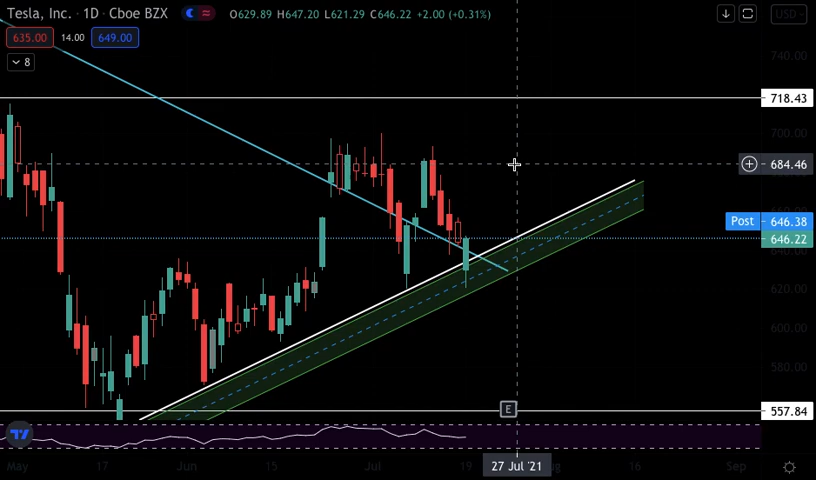 Tesla, Inc. · 1D · Cboe BZX O629.89 H647.20 L621.29 C646.22 +2.00 (+0.31%) USD
635.00 14.00 649.00
8
740.00
718.43
700.00
684.46
Post 646.38
646.22
620.00
600.00
580.00
E 557.84
May 17 Jun 15 Jul 19 27 Jul '21 16 Sep